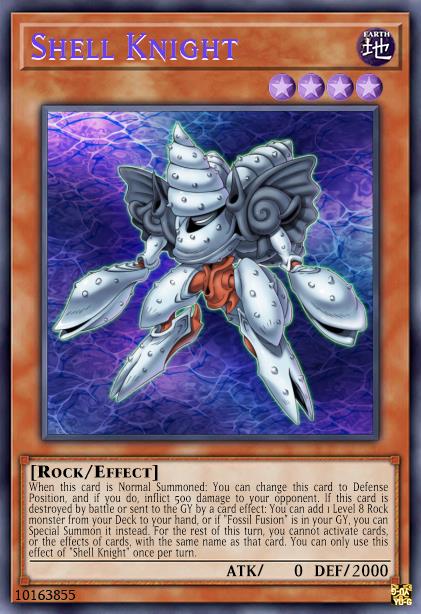 Shell Knight
EARTH
地
[Rock/Effect]
When this card is Normal Summoned: You can change this card to Defense
Position, and if you do, inflict 500 damage to your opponent. If this card is
destroyed by battle or sent to the GY by a card effect: You can add 1 Level 8 Rock
monster from your Deck to your hand, or if "Fossil Fusion" is in your GY, you can
Special Summon it instead. For the rest of this turn, you cannot activate cards,
or the effects of cards, with the same name as that card. You can only use this
effect of "Shell Knight" once per turn.
ATK/ 0 DEF/2000
10163855